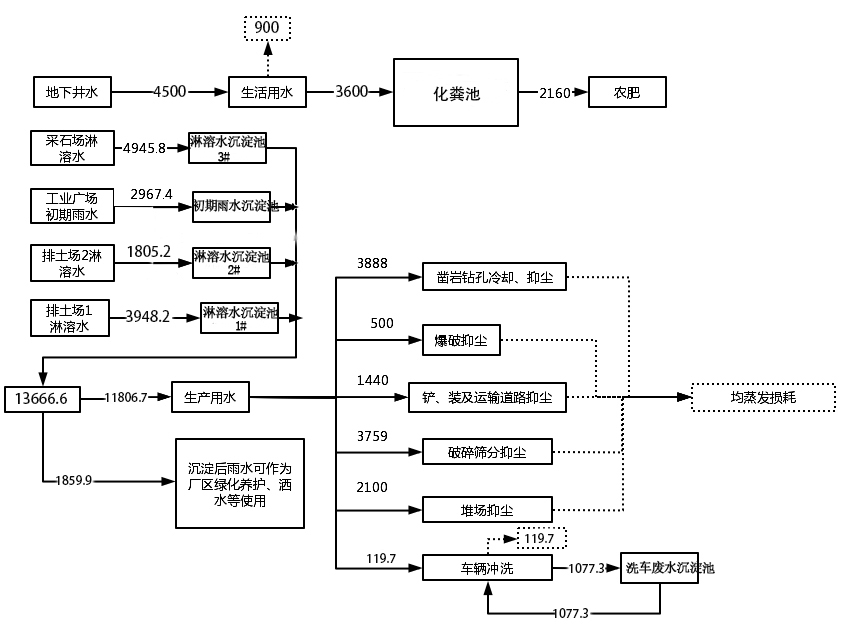 900
地下井水
4500
生活用水
3600
化粪池
2160
农肥
采石场淋
溶水
4945.8
淋溶水沉淀池
3#
工业广场
初期雨水
2967.4
初期雨水沉淀池
排土场2淋
溶水
1805.2
淋溶水沉淀池
2#
排土场1
淋溶水
3948.2
淋溶水沉淀池
1#
3888
凿岩钻孔冷却、抑尘
500
爆破抑尘
13666.6
11806.7
生产用水
1440
铲、装及运输道路抑尘
均蒸发损耗
3759
破碎筛分抑尘
1859.9
沉淀后雨水可作为
厂区绿化养护、洒
水等使用
2100
堆场抑尘
119.7
119.7
车辆冲洗
1077.3
洗车废水沉淀池
1077.3